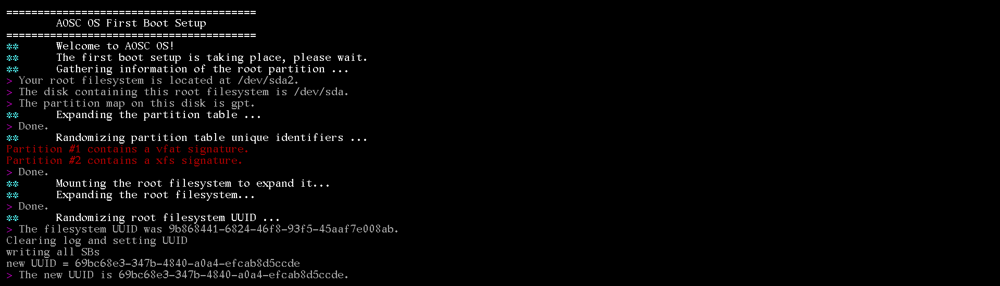 ========================================
AOSC OS First Boot Setup
========================================
** Welcome to AOSC OS!
** The first boot setup is taking place, please wait.
** Gathering information of the root partition ...
> Your root filesystem is located at /dev/sda2.
> The disk containing this root filesystem is /dev/sda.
> The partition map on this disk is gpt.
** Expanding the partition table ...
> Done.
** Randomizing partition table unique identifiers ...
Partition #1 contains a vfat signature.
Partition #2 contains a xfs signature.
> Done.
** Mounting the root filesystem to expand it...
** Expanding the root filesystem...
> Done.
** Randomizing root filesystem UUID ...
> The filesystem UUID was 9b868441-6824-46f8-93f5-45aaf7e008ab.
Clearing log and setting UUID
writing all SBs
new UUID = 69bc68e3-347b-4840-a0a4-efcab8d5ccde
> The new UUID is 69bc68e3-347b-4840-a0a4-efcab8d5ccde.